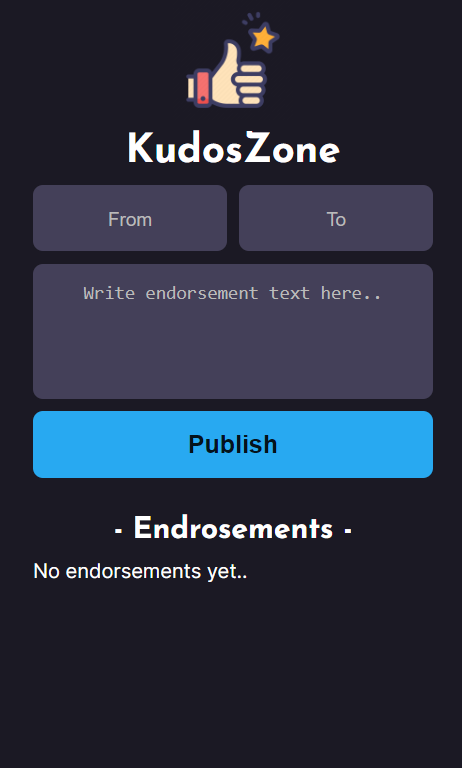 KudosZone
From To
Write endorsement text here..
Publish
- Endrosements -
No endorsements yet..